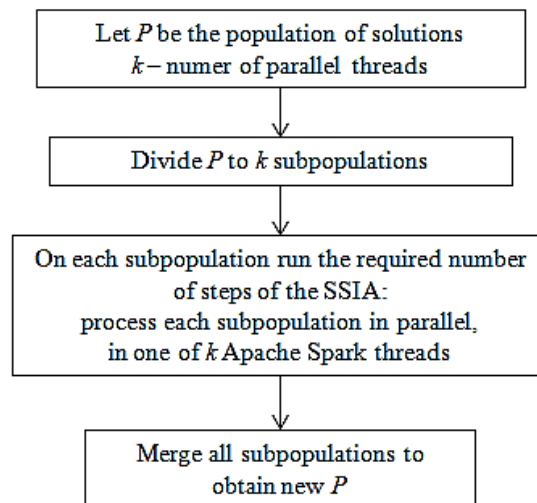 Let P be the population of solutions
k – numer of parallel threads
Divide P to k subpopulations
On each subpopulation run the required number
of steps of the SSIA:
process each subpopulation in parallel,
in one of k Apache Spark threads
Merge all subpopulations to
obtain new P